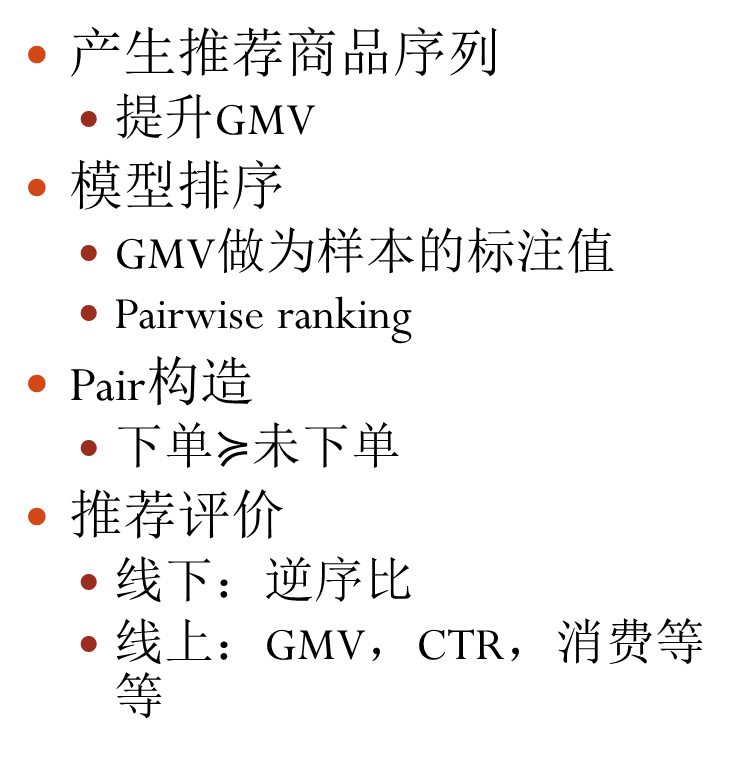 产生推荐商品序列
提升GMV
模型排序
GMV做为样本的标注值
Pairwise ranking
Pair构造
下单≽未下单
推荐评价
线下：逆序比
线上：GMV，CTR，消费等
等